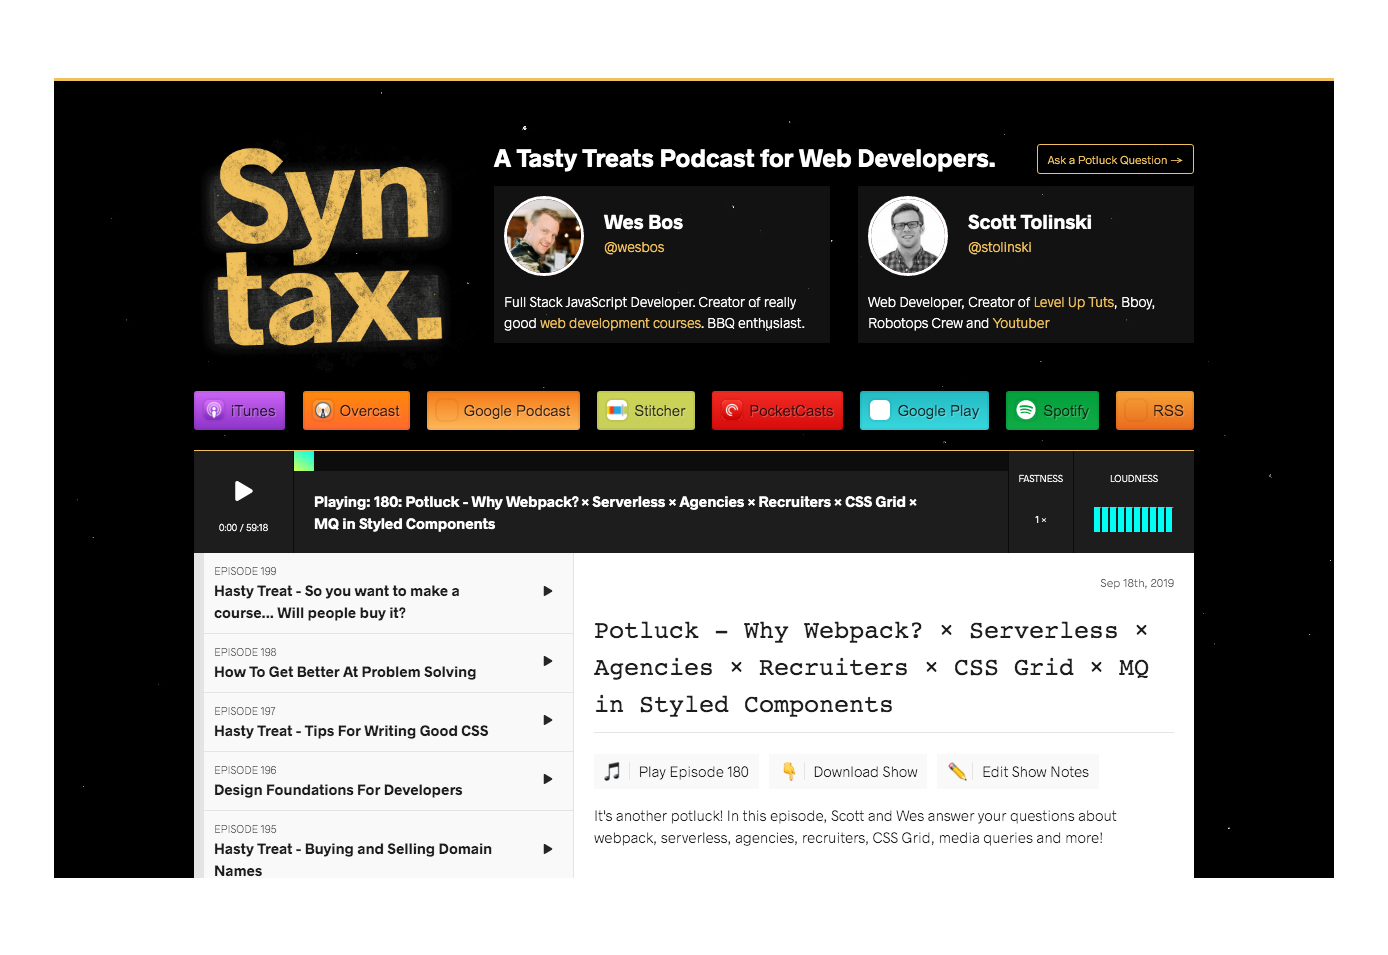 Syn
tax.
A Tasty Treats Podcast for Web Developers.
Ask a Potluck Question →
Wes Bos
@wesbos
Full Stack JavaScript Developer. Creator of really
good web development courses. BBQ enthusiast.
Scott Tolinski
@stolinski
Web Developer, Creator of Level Up Tuts, Bboy,
Robotops Crew and Youtuber
iTunes
Overcast
Google Podcast
Stitcher
PocketCasts
Google Play
Spotify
RSS
0:00 / 59:18
Playing: 180: Potluck - Why Webpack? × Serverless × Agencies × Recruiters × CSS Grid ×
MQ in Styled Components
FASTNESS
1 ×
LOUDNESS
EPISODE 199
Hasty Treat - So you want to make a
course... Will people buy it?
EPISODE 198
How To Get Better At Problem Solving
EPISODE 197
Hasty Treat - Tips For Writing Good CSS
EPISODE 196
Design Foundations For Developers
EPISODE 195
Hasty Treat - Buying and Selling Domain
Names
Sep 18th, 2019
Potluck - Why Webpack? × Serverless ×
Agencies × Recruiters × CSS Grid × MQ
in Styled Components
Play Episode 180
Download Show
Edit Show Notes
It's another potluck! In this episode, Scott and Wes answer your questions about
webpack, serverless, agencies, recruiters, CSS Grid, media queries and more!